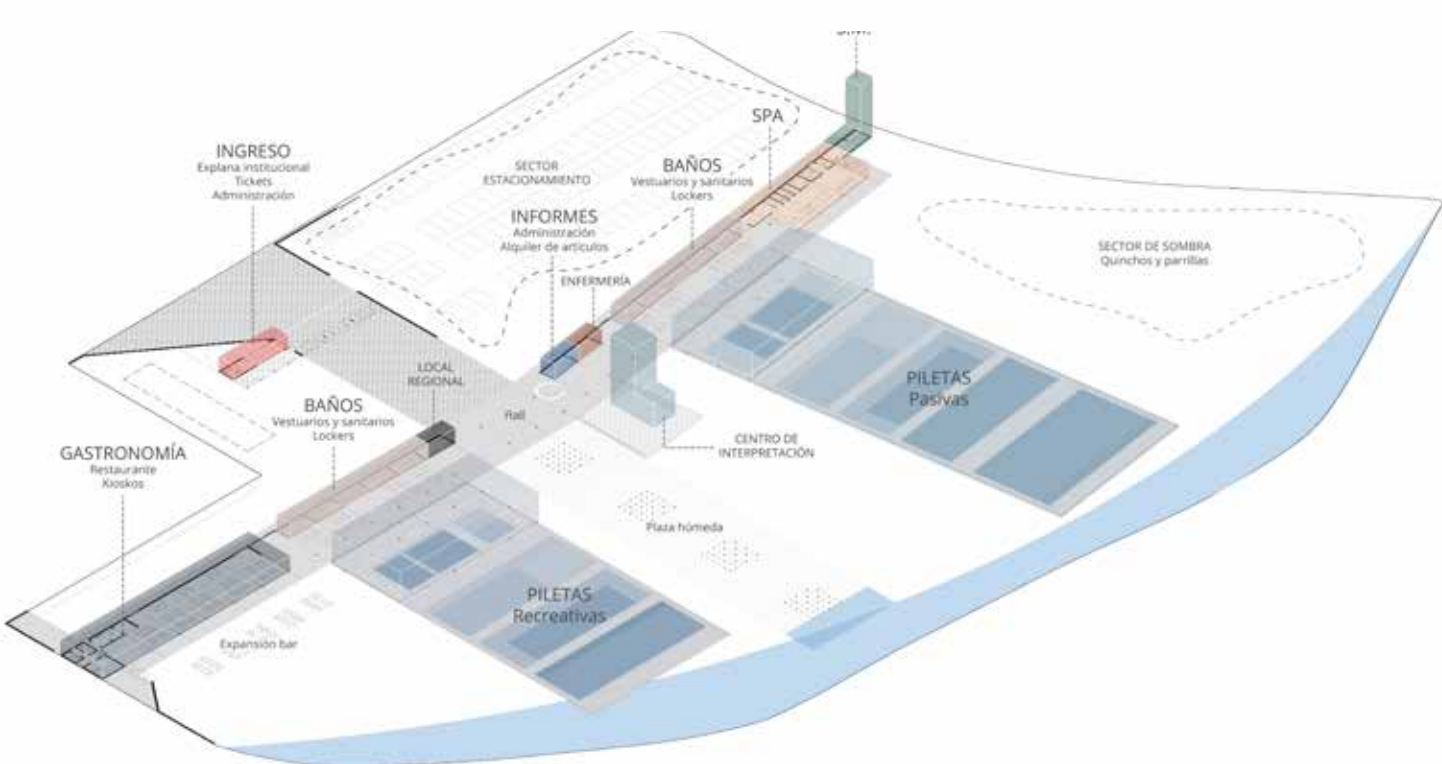 SPA
INGRESO
Explana institucional
Tickets
Administración
SECTOR
ESTACIONAMIENTO
BAÑOS
Vestuarios y sanitarios
Lockers
INFORMES
Administración
Alquiler de artículos
ENFERMERÍA
SECTOR DE SOMBRA
Quinchos y parrillas
LOCAL
REGIONAL
Hall
PILETAS
Pasivas
BAÑOS
Vestuarios y sanitarios
Lockers
CENTRO DE
INTERPRETACIÓN
GASTRONOMÍA
Restaurante
Kioskos
Plaza húmeda
PILETAS
Recreativas
Expansión bar